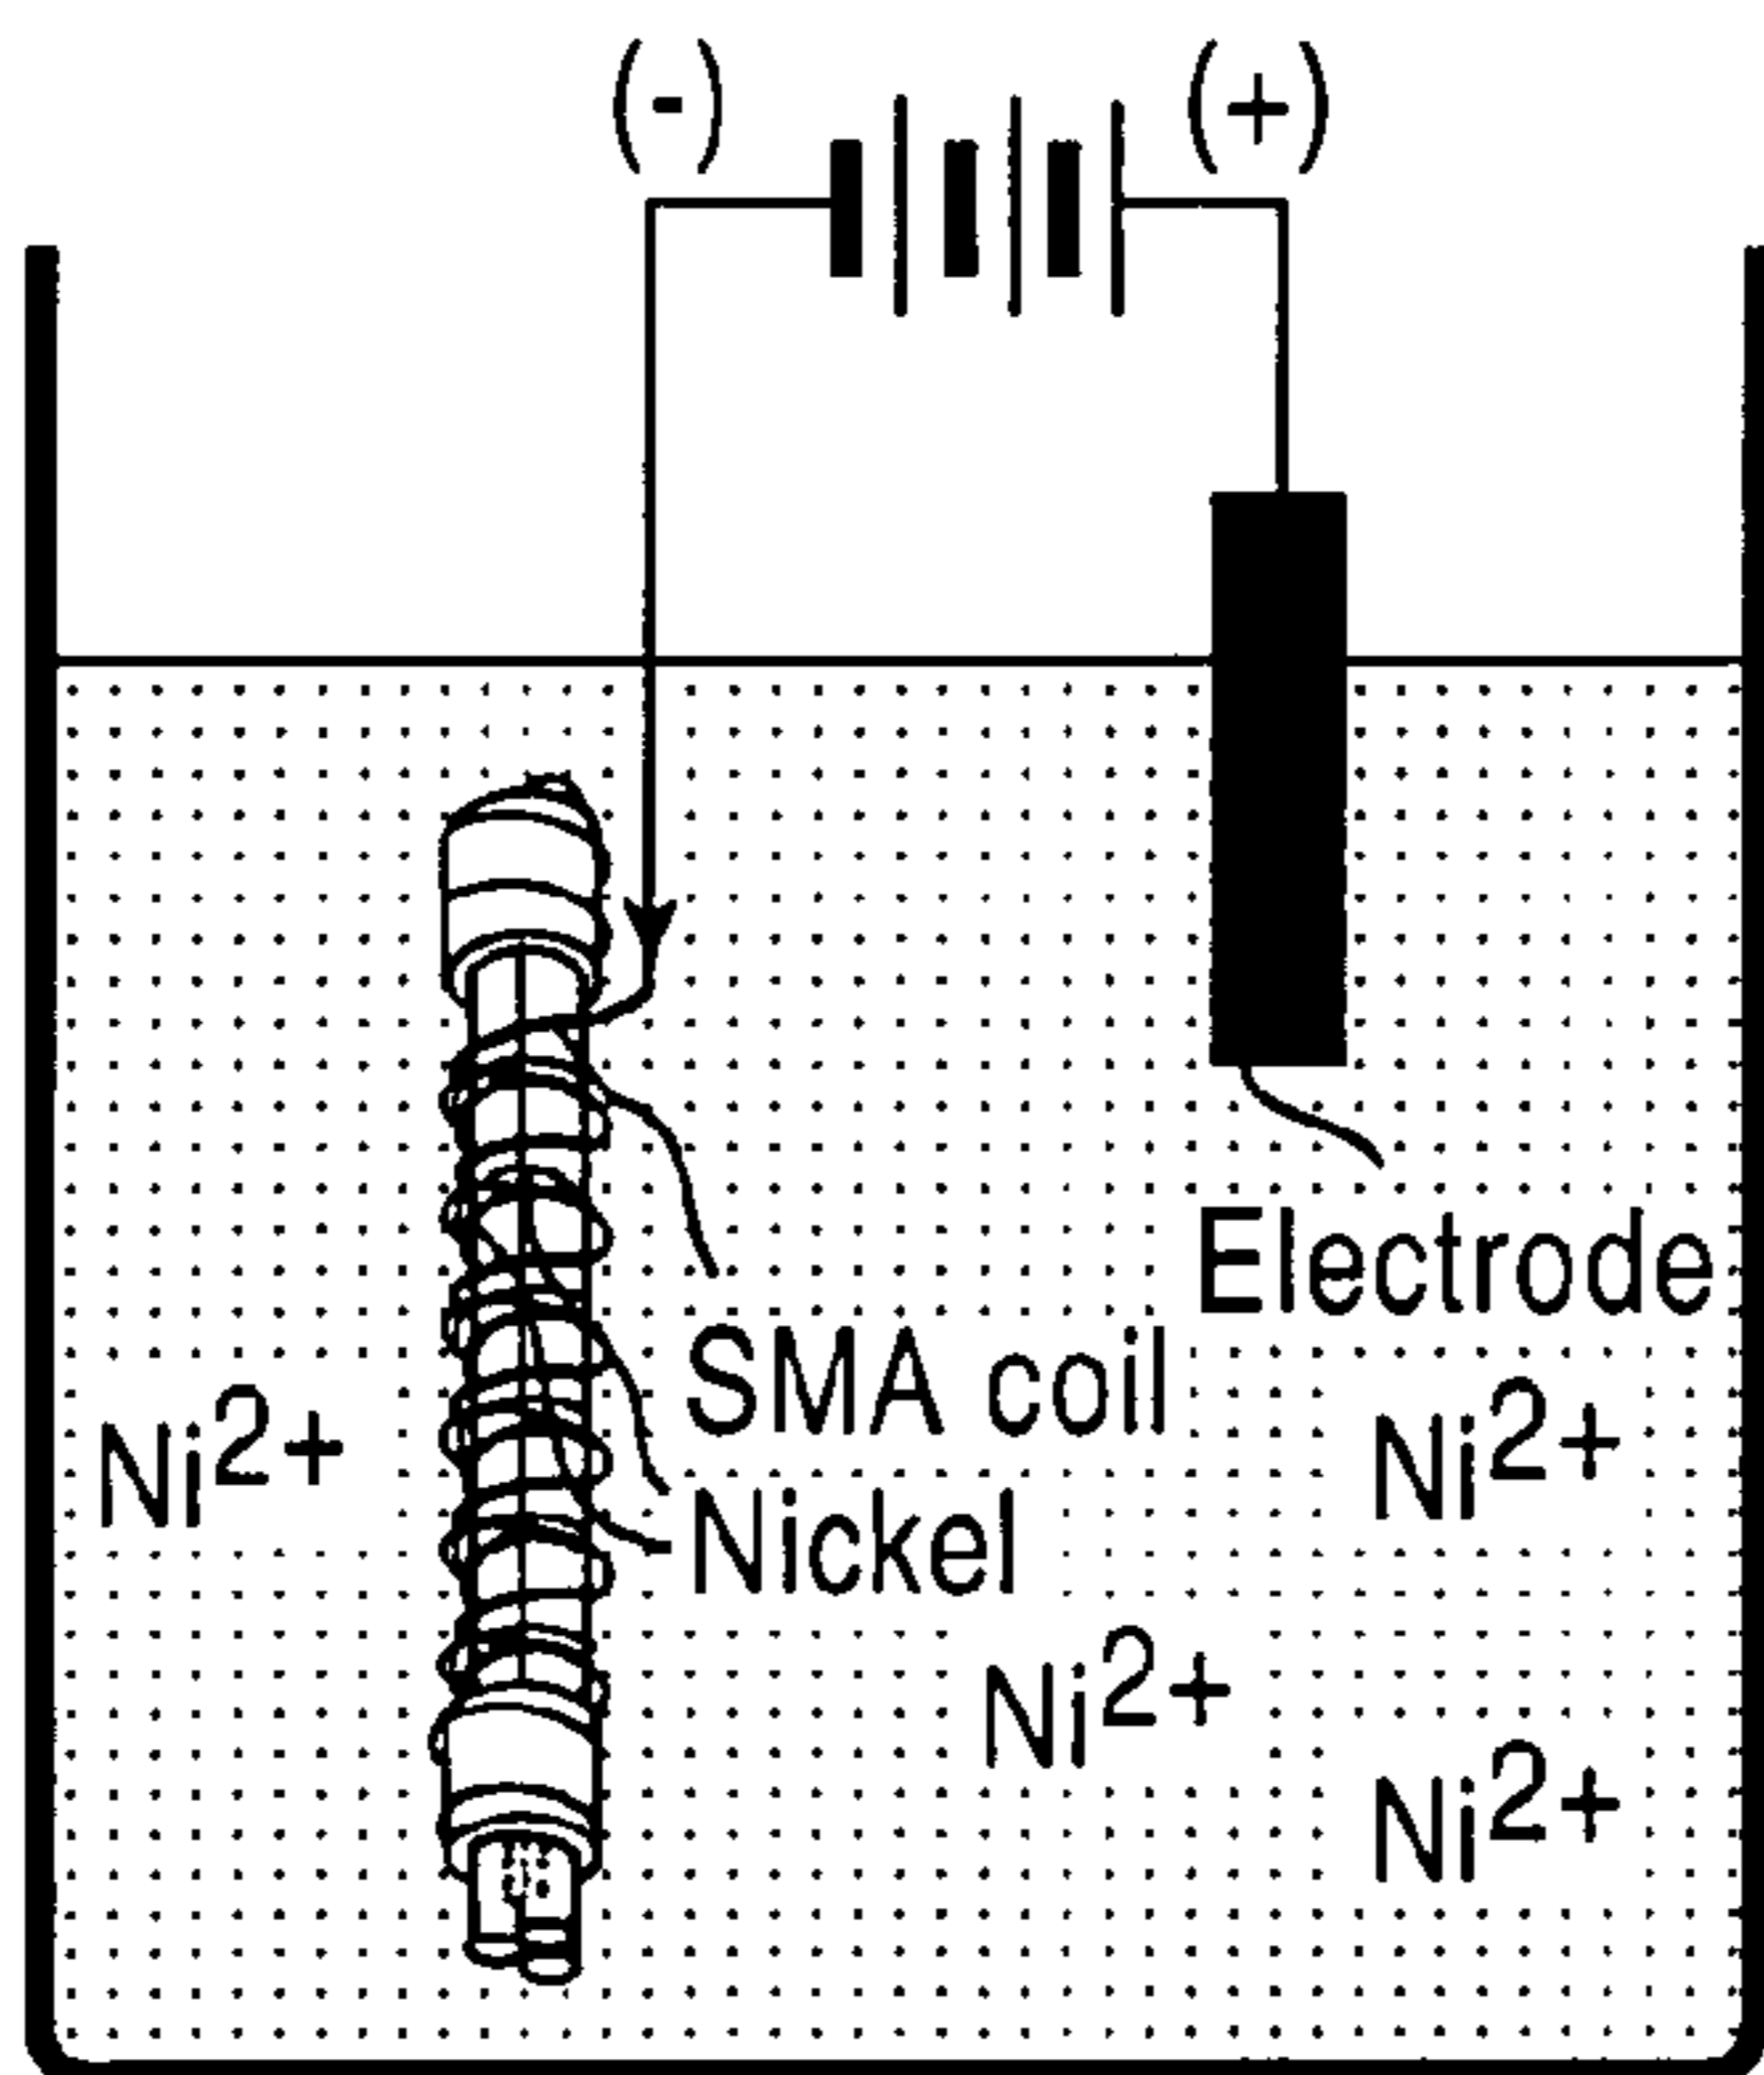 (-)
(+)
Electrode
SMA coil
Ni2+
Ni2+
Nickel
Ni2+
Ni2+